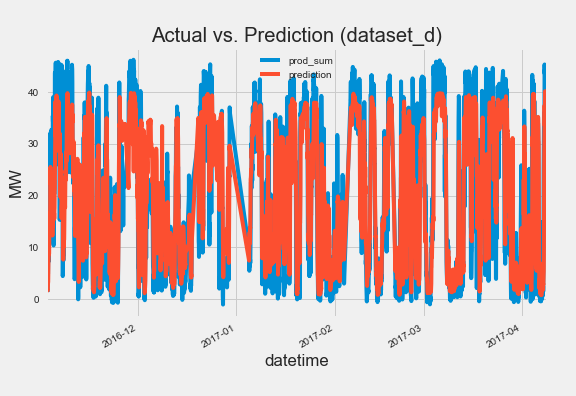 Actual vs. Prediction (dataset_d)
prod_sum
prediction
MW
40
30
20
10
0
2016-12
2017-01
2017-02
2017-03
2017-04
datetime